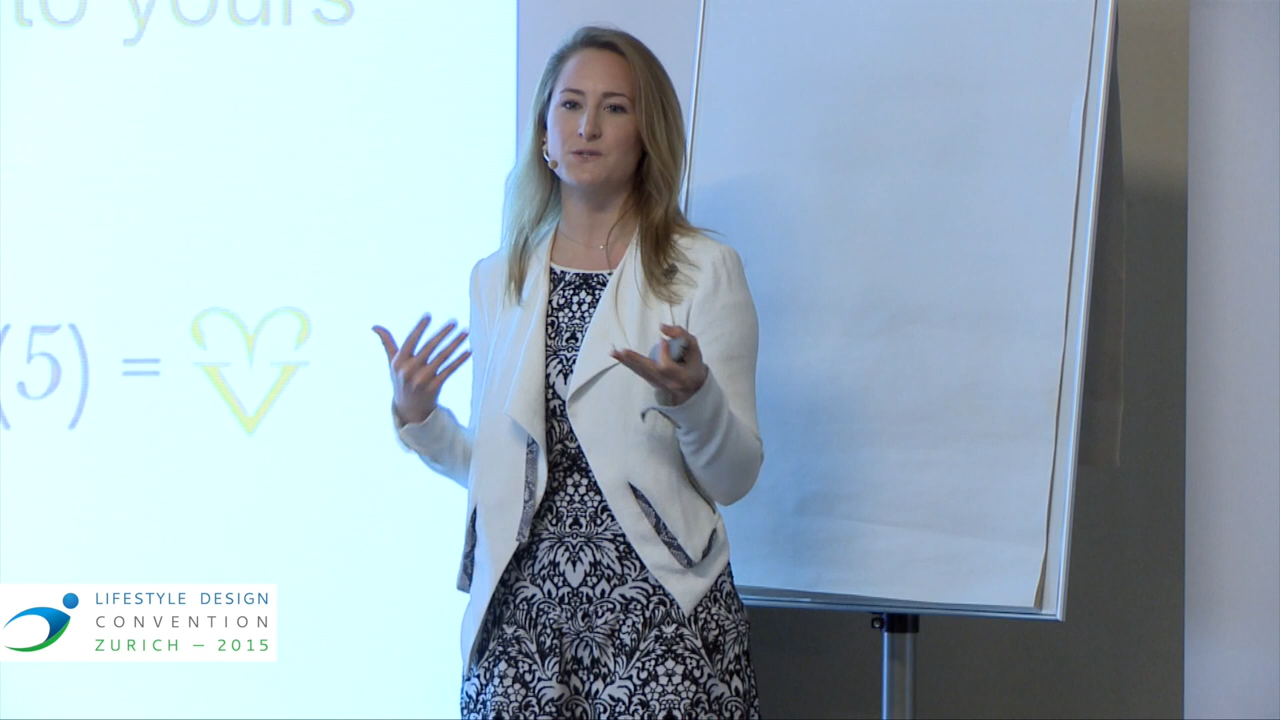 to yours
(5) =
LIFESTYLE DESIGN
CONVENTION
ZURICH — 2015